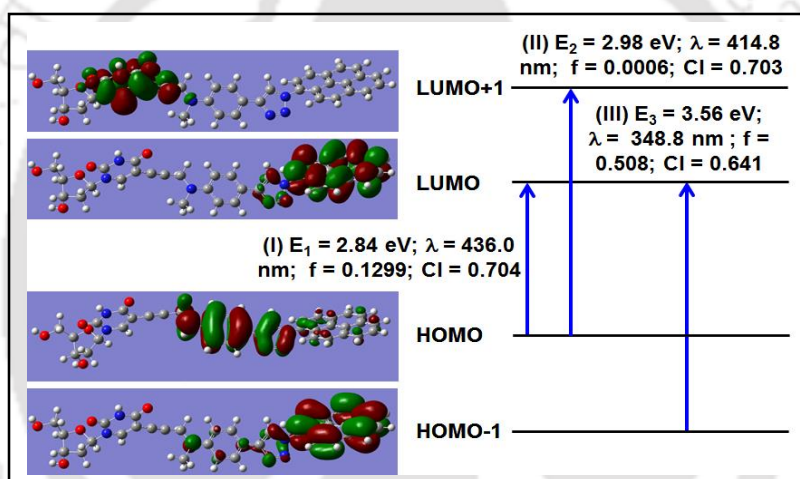 (II) E₂ = 2.98 eV; λ = 414.8
nm; f = 0.0006; CI = 0.703
LUMO+1
(III) E₃ = 3.56 eV;
λ = 348.8 nm ; f =
0.508; CI = 0.641
LUMO
(I) E₁ = 2.84 eV; λ = 436.0
nm; f = 0.1299; CI = 0.704
HOMO
HOMO-1